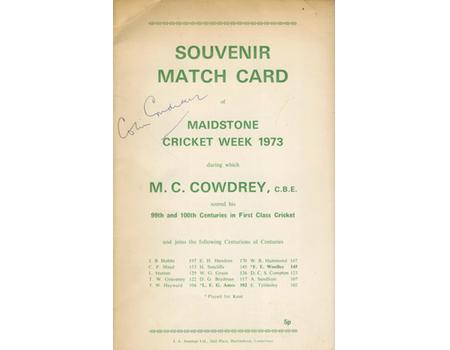 SOUVENIR
MATCH CARD
of
Colin Cowdrey
MAIDSTONE
CRICKET WEEK 1973
during which
M. C. COWDREY, C.B.E.
scored his
99th and 100th Centuries in First Class Cricket
and joins the following Centurions of Centuries
J. B. Hobbs 197 E. H. Hendren 170 W. R. Hammond 167
C. P. Mead 153 H. Sutcliffe 149 *F. E. Woolley 145
L. Hutton 129 W. G. Grace 126 D. C. S. Compton 123
T. W. Graveney 122 D. G. Bradman 117 A. Sandham 107
T. W. Hayward 104 *L. E. G. Ames 102 E. Tyldesley 102
*Played for Kent
5p
J. A. Jennings Ltd., Canterbury